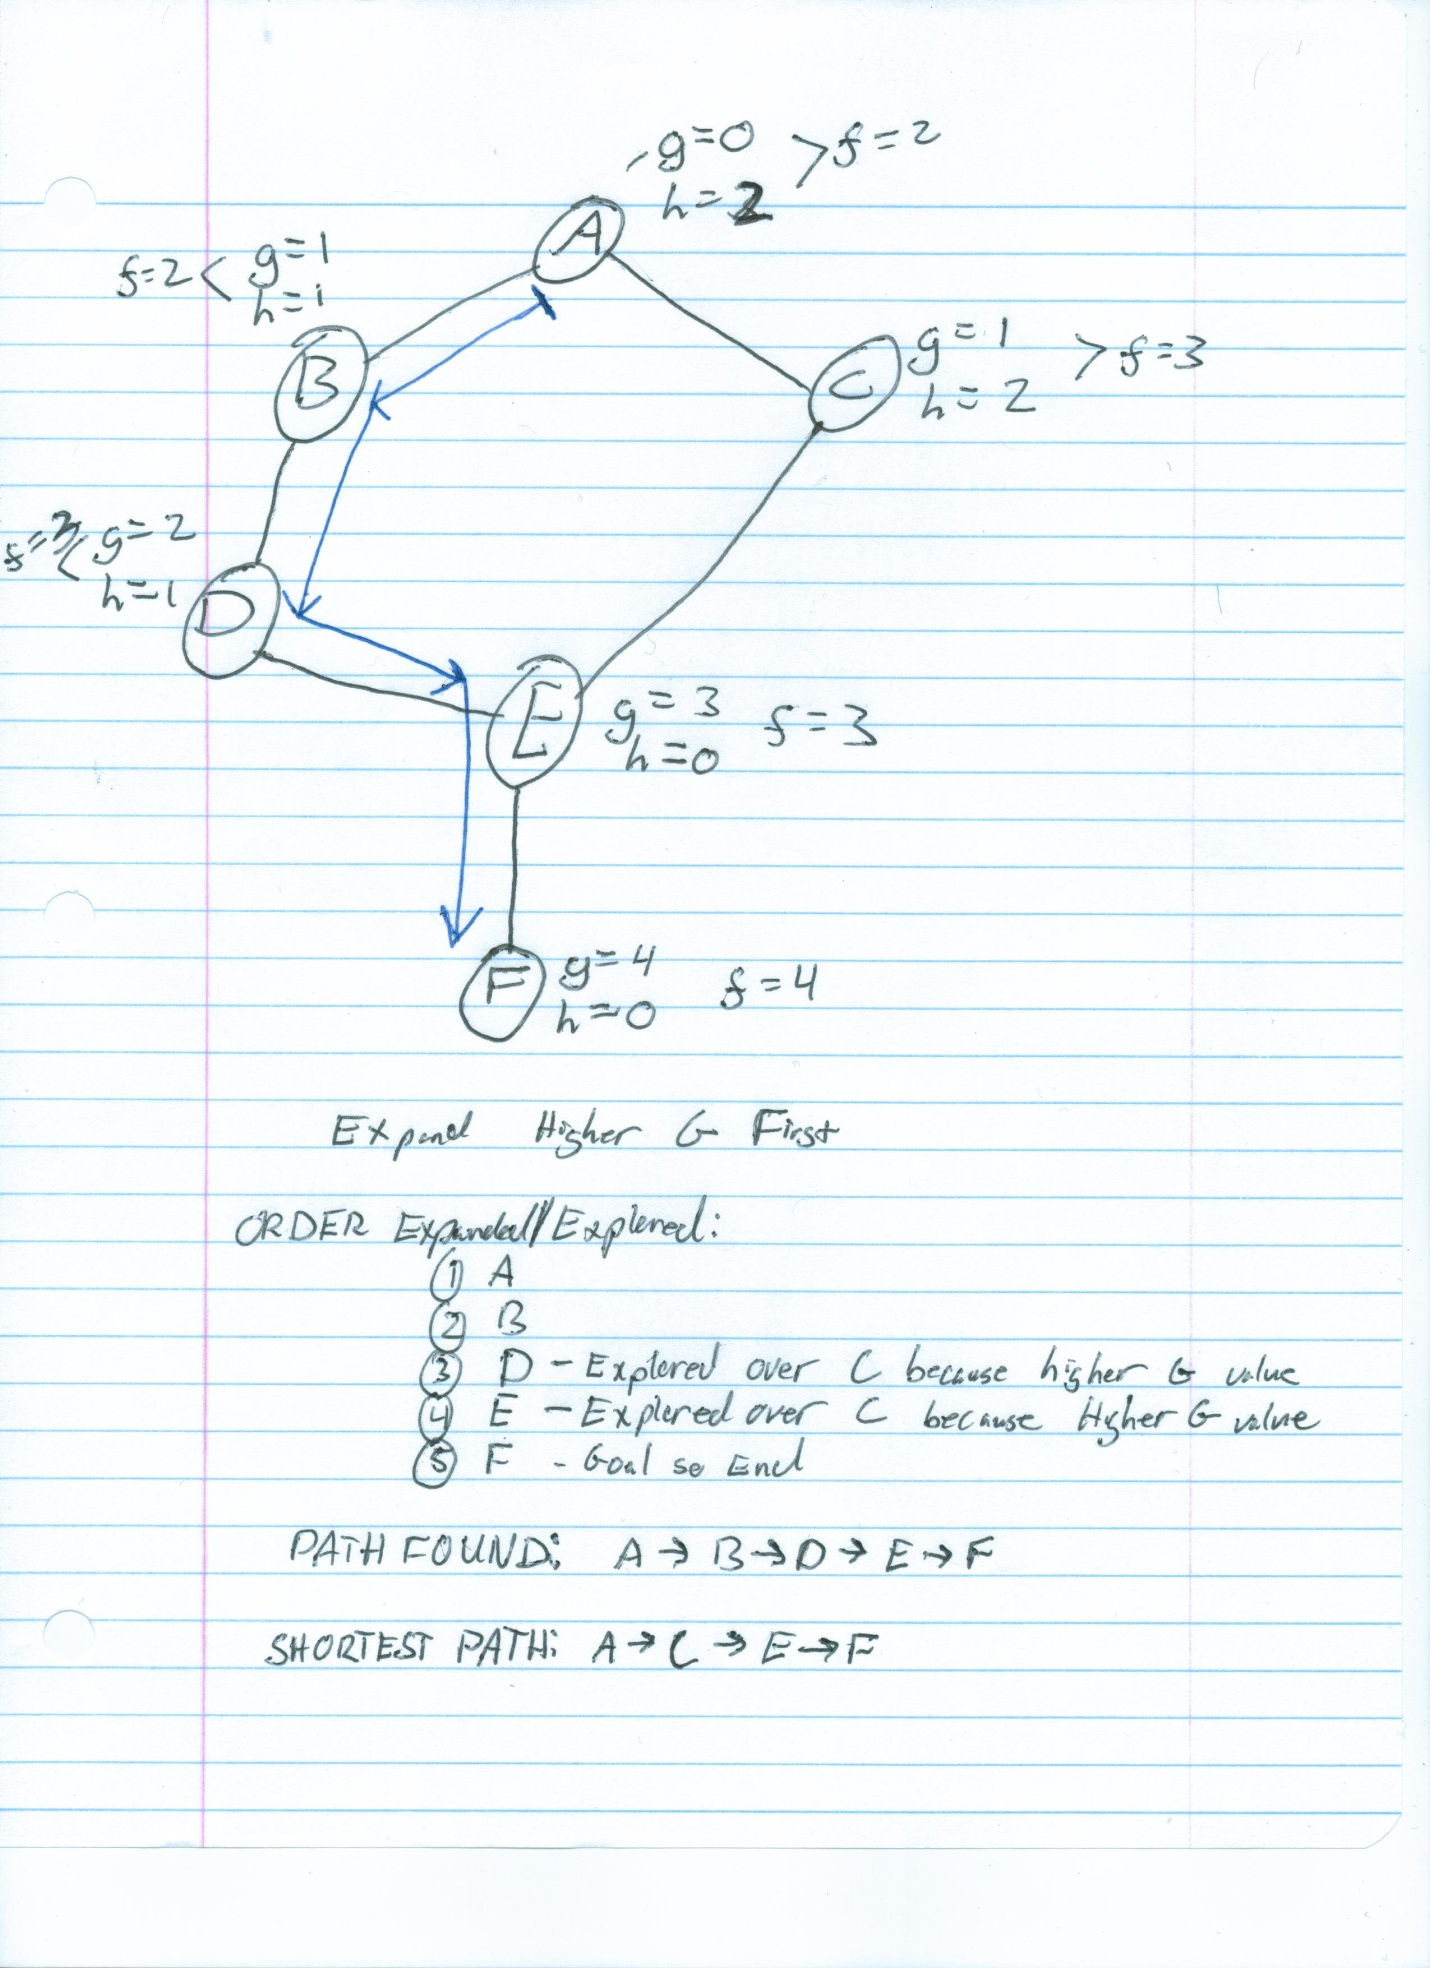 g=0 >f=2
h=2
A
f=2< g=1
h=1
B
g=1 >f=3
h=2
C
f=3< g=2
h=1
D
E
g=3 f=3
h=0
F
g=4 f=4
h=0
Expand Higher G First
ORDER Expanded/Explored:
① A
② B
③ D - Explored over C because higher G value
④ E - Explored over C because Higher G value
⑤ F - Goal so End
PATH FOUND: A → B → D → E → F
SHORTEST PATH: A → C → E → F